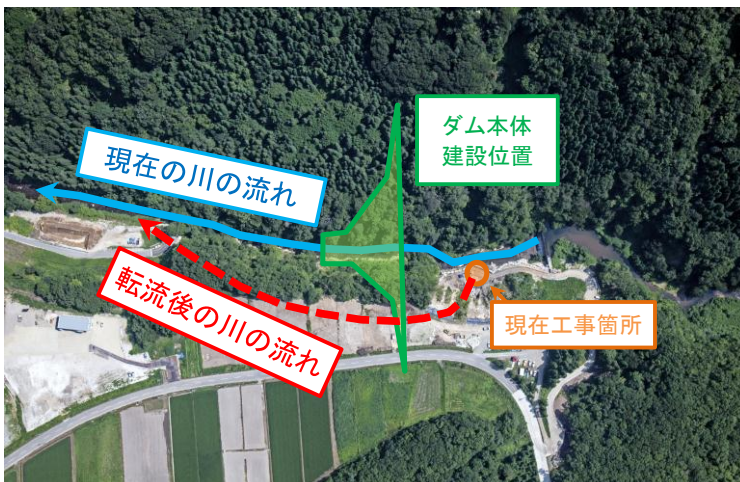 ダム本体
建設位置
現在の川の流れ
転流後の川の流れ
現在工事箇所